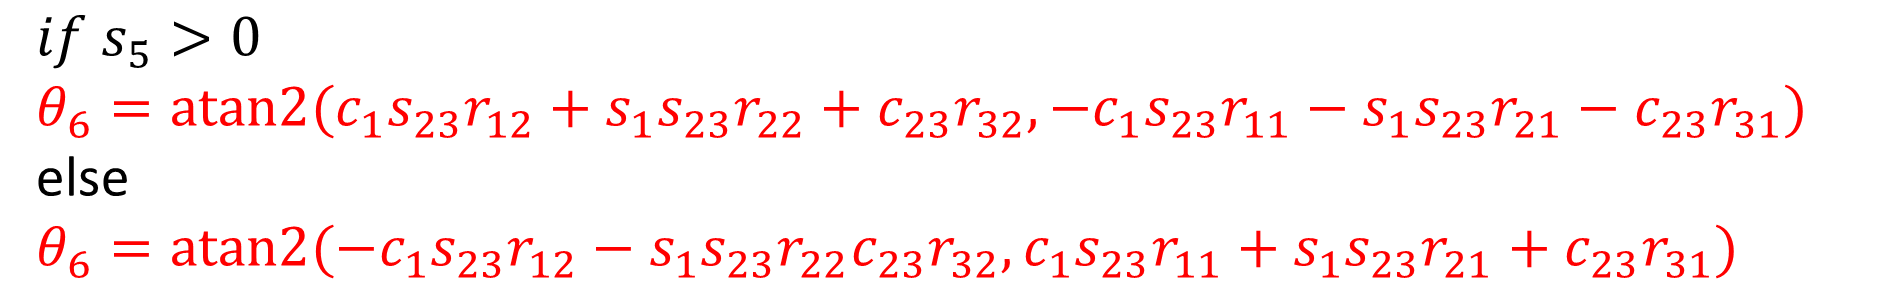 if s₅ > 0
θ₆ = atan2(c₁s₂₃r₁₂ + s₁s₂₃r₂₂ + c₂₃r₃₂, −c₁s₂₃r₁₁ − s₁s₂₃r₂₁ − c₂₃r₃₁)
else
θ₆ = atan2(−c₁s₂₃r₁₂ − s₁s₂₃r₂₂c₂₃r₃₂, c₁s₂₃r₁₁ + s₁s₂₃r₂₁ + c₂₃r₃₁)